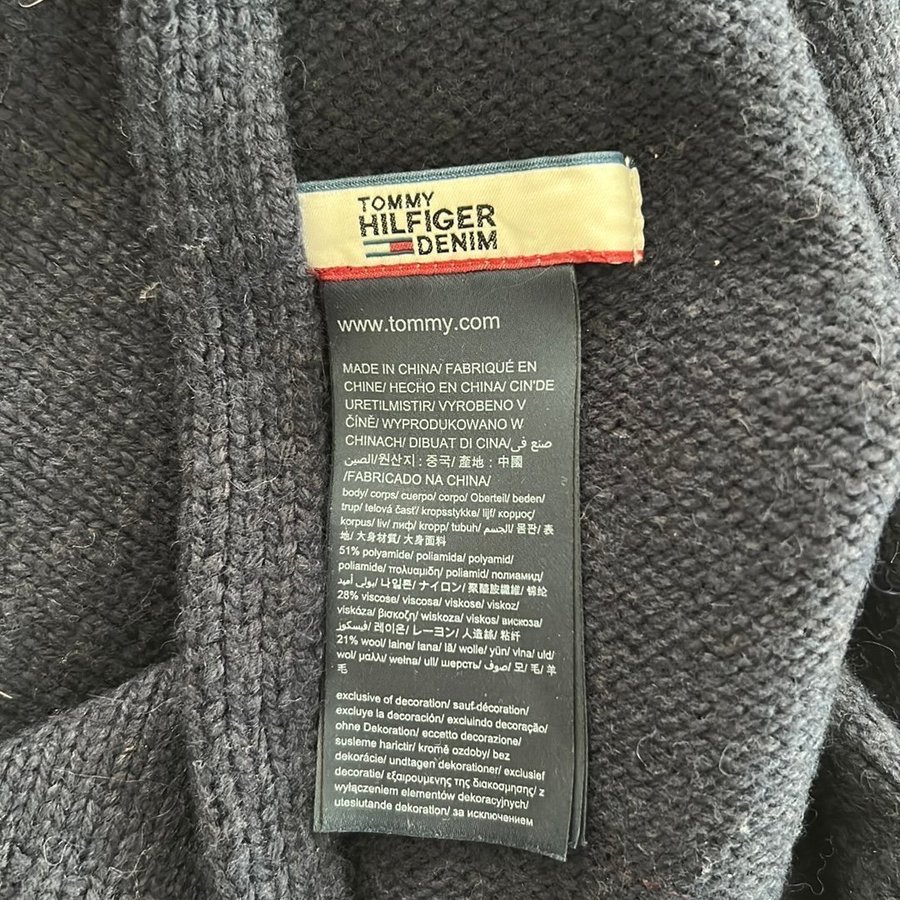 TOMMY
HILFIGER
DENIM
www.tommy.com
MADE IN CHINA/ FABRIQUÉ EN
CHINE/ HECHO EN CHINA/ CIN'DE
URETILMISTIR/ VYROBENO V
ČÍNĚ/ WYPRODUKOWANO W
CHINACH/ DIBUAT DI CINA/صنع في
الصين/원산지 : 중국/ 產地 : 中國
/FABRICADO NA CHINA/
body/ corps/ cuerpo/ corpo/ Oberteil/ beden/
trup/ telová časť/ kropsstykke/ lijf/ κορμος/
korpus/ liv/ лиф/ kropp/ tubuh/ الجسم/ 몸판/ 表
地/ 大身材質/ 大身面料
51% polyamide/ poliamida/ polyamid/
poliamide/ πολυαμιδη/ poliamid/ полиамид/
بولي أميد/ 나일론/ ナイロン/ 聚醯胺纖維/ 锦纶
28% viscose/ viscosa/ viskose/ viskoz/
viskóza/ βισκοζη/ wiskoza/ viskos/ вискоза/
فيسكوز/ 레이온/ レーヨン/ 人造絲/ 粘纤
21% wool/ laine/ lana/ lã/ wolle/ yün/ vlna/ uld/
wol/ μαλλι/ wełna/ ull/ шерсть/ صوف/ 모/ 毛/ 羊
毛
exclusive of decoration/ sauf décoration/
excluye la decoración/ excluindo decoração/
ohne Dekoration/ eccetto decorazione/
susleme harictir/ kromě ozdoby/ bez
dekorácie/ undtagen dekorationer/ exclusief
decoratie/ εξαιρουμενης της διακοσμησης/ z
wyłączeniem elementów dekoracyjnych/
uteslutande dekoration/ за исключением